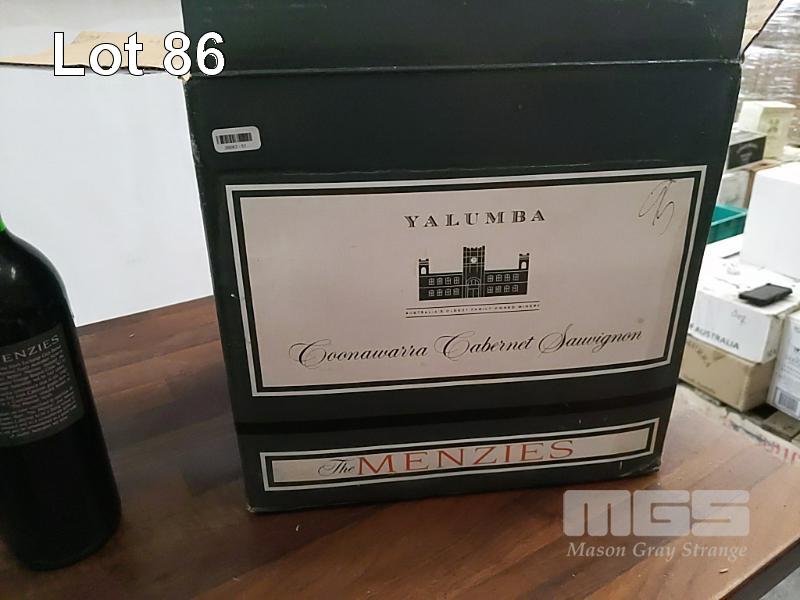 Lot 86
YALUMBA
AUSTRALIA'S OLDEST FAMILY OWNED WINERY
Coonawarra Cabernet Sauvignon
The MENZIES
MENZIES
AUSTRALIA
MGS
Mason Gray Strange